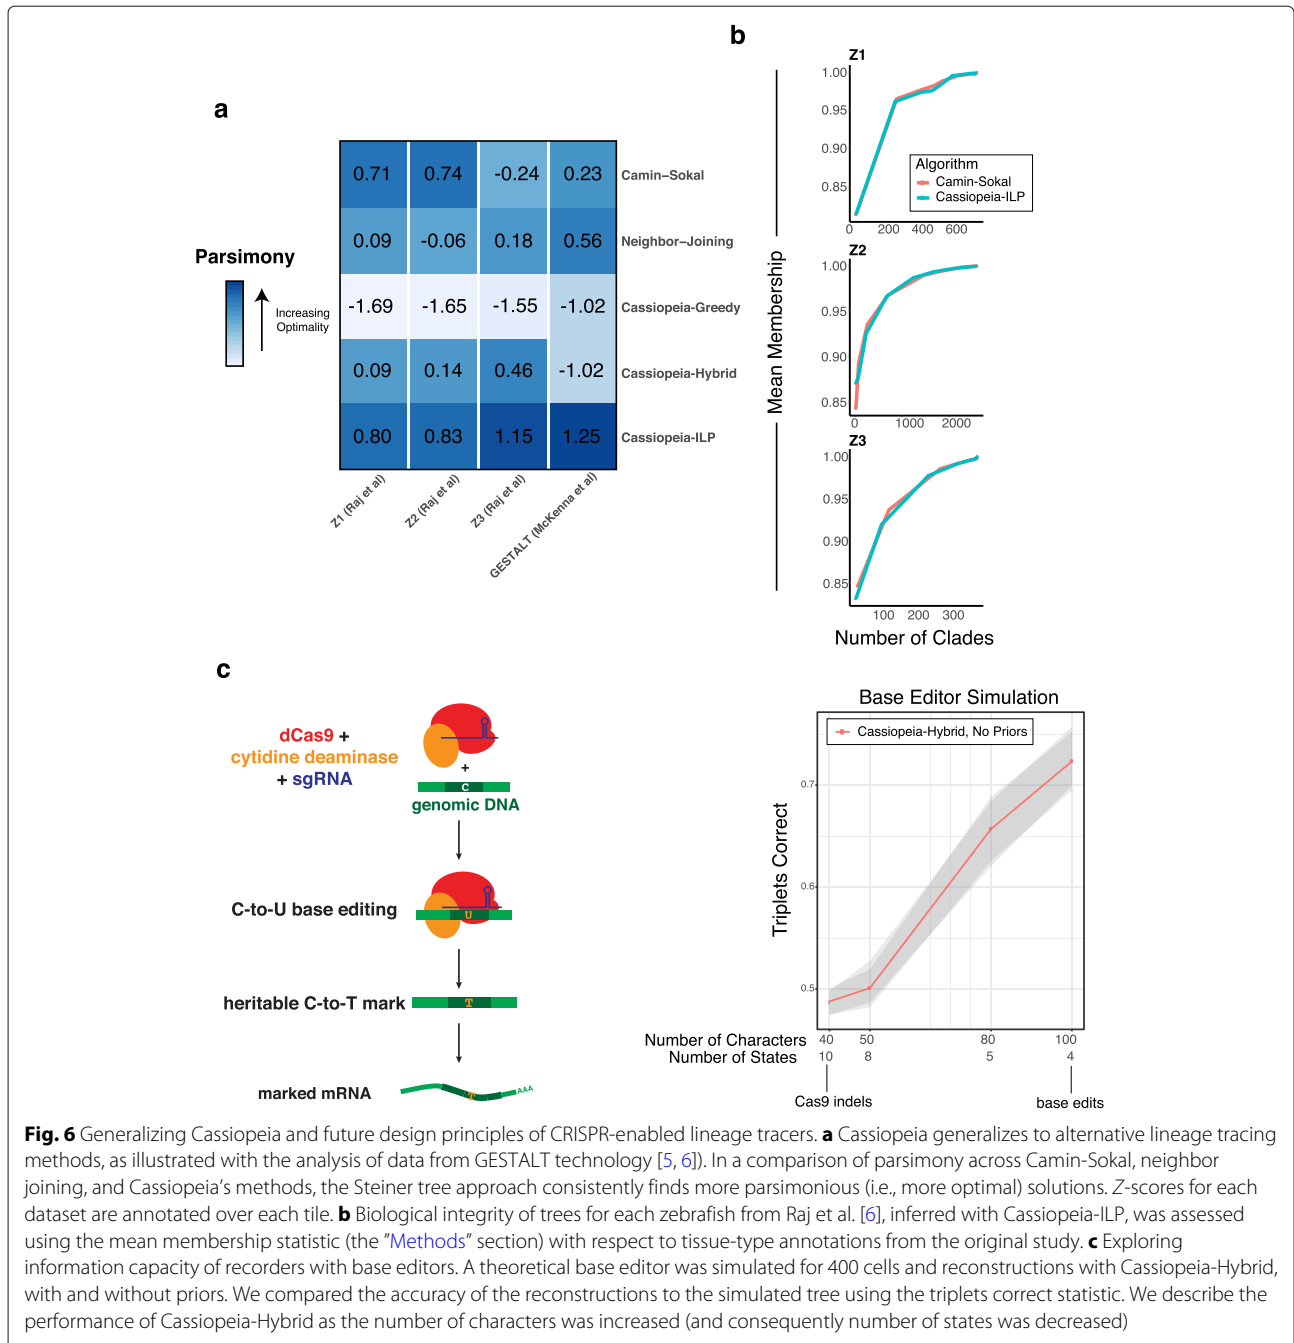 a
Parsimony
Increasing
Optimality
0.71 0.74 -0.24 0.23 Camin–Sokal
0.09 -0.06 0.18 0.56 Neighbor–Joining
-1.69 -1.65 -1.55 -1.02 Cassiopeia-Greedy
0.09 0.14 0.46 -1.02 Cassiopeia-Hybrid
0.80 0.83 1.15 1.25 Cassiopeia-ILP
Z1 (Raj et al)
Z2 (Raj et al)
Z3 (Raj et al)
GESTALT (McKenna et al)
b
Mean Membership
Z1
1.00
0.95
0.90
0.85
0 200 400 600
Algorithm
Camin-Sokal
Cassiopeia-ILP
Z2
1.00
0.95
0.90
0.85
0 1000 2000
Z3
1.00
0.95
0.90
0.85
100 200 300
Number of Clades
c
dCas9 +
cytidine deaminase
+ sgRNA
+
C
genomic DNA
C-to-U base editing
U
heritable C-to-T mark
T
marked mRNA
T
AAA
Base Editor Simulation
Cassiopeia-Hybrid, No Priors
Triplets Correct
0.7
0.6
0.5
Number of Characters 40 50 80 100
Number of States 10 8 5 4
Cas9 indels base edits
Fig. 6 Generalizing Cassiopeia and future design principles of CRISPR-enabled lineage tracers. a Cassiopeia generalizes to alternative lineage tracing
methods, as illustrated with the analysis of data from GESTALT technology [5, 6]). In a comparison of parsimony across Camin-Sokal, neighbor
joining, and Cassiopeia's methods, the Steiner tree approach consistently finds more parsimonious (i.e., more optimal) solutions. Z-scores for each
dataset are annotated over each tile. b Biological integrity of trees for each zebrafish from Raj et al. [6], inferred with Cassiopeia-ILP, was assessed
using the mean membership statistic (the "Methods" section) with respect to tissue-type annotations from the original study. c Exploring
information capacity of recorders with base editors. A theoretical base editor was simulated for 400 cells and reconstructions with Cassiopeia-Hybrid,
with and without priors. We compared the accuracy of the reconstructions to the simulated tree using the triplets correct statistic. We describe the
performance of Cassiopeia-Hybrid as the number of characters was increased (and consequently number of states was decreased)